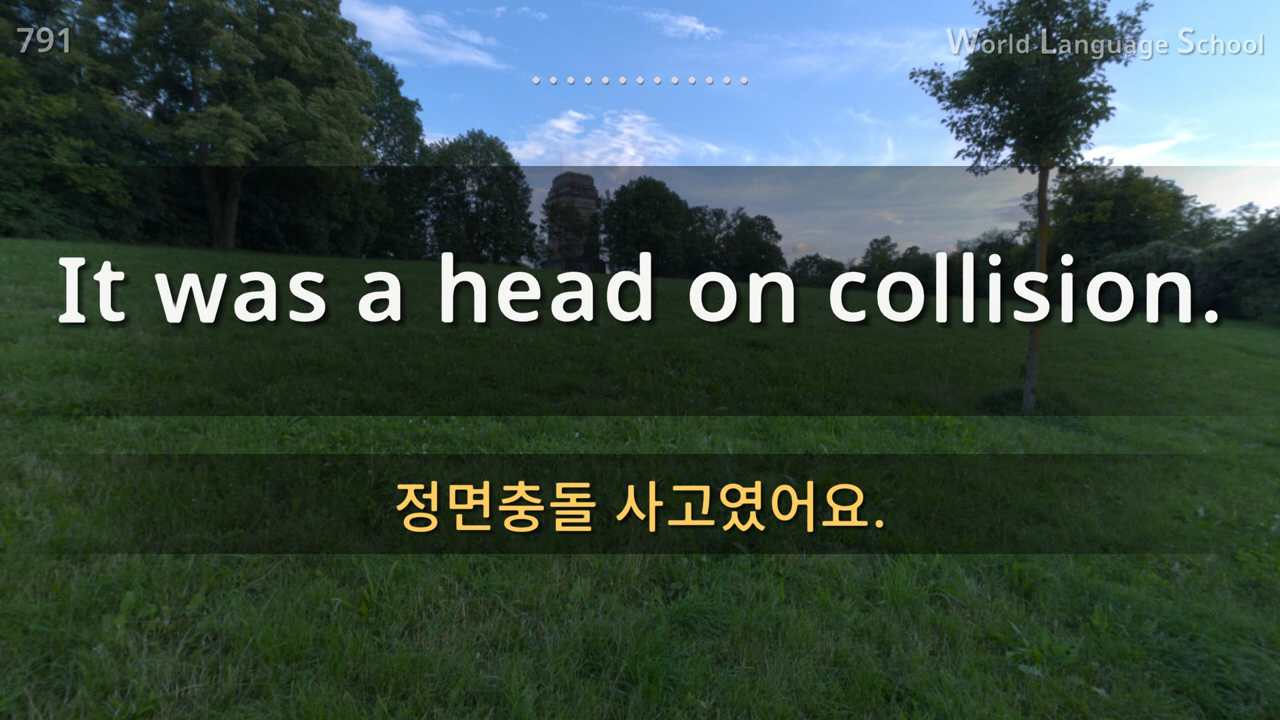 791
World Language School
It was a head on collision.
정면충돌 사고였어요.